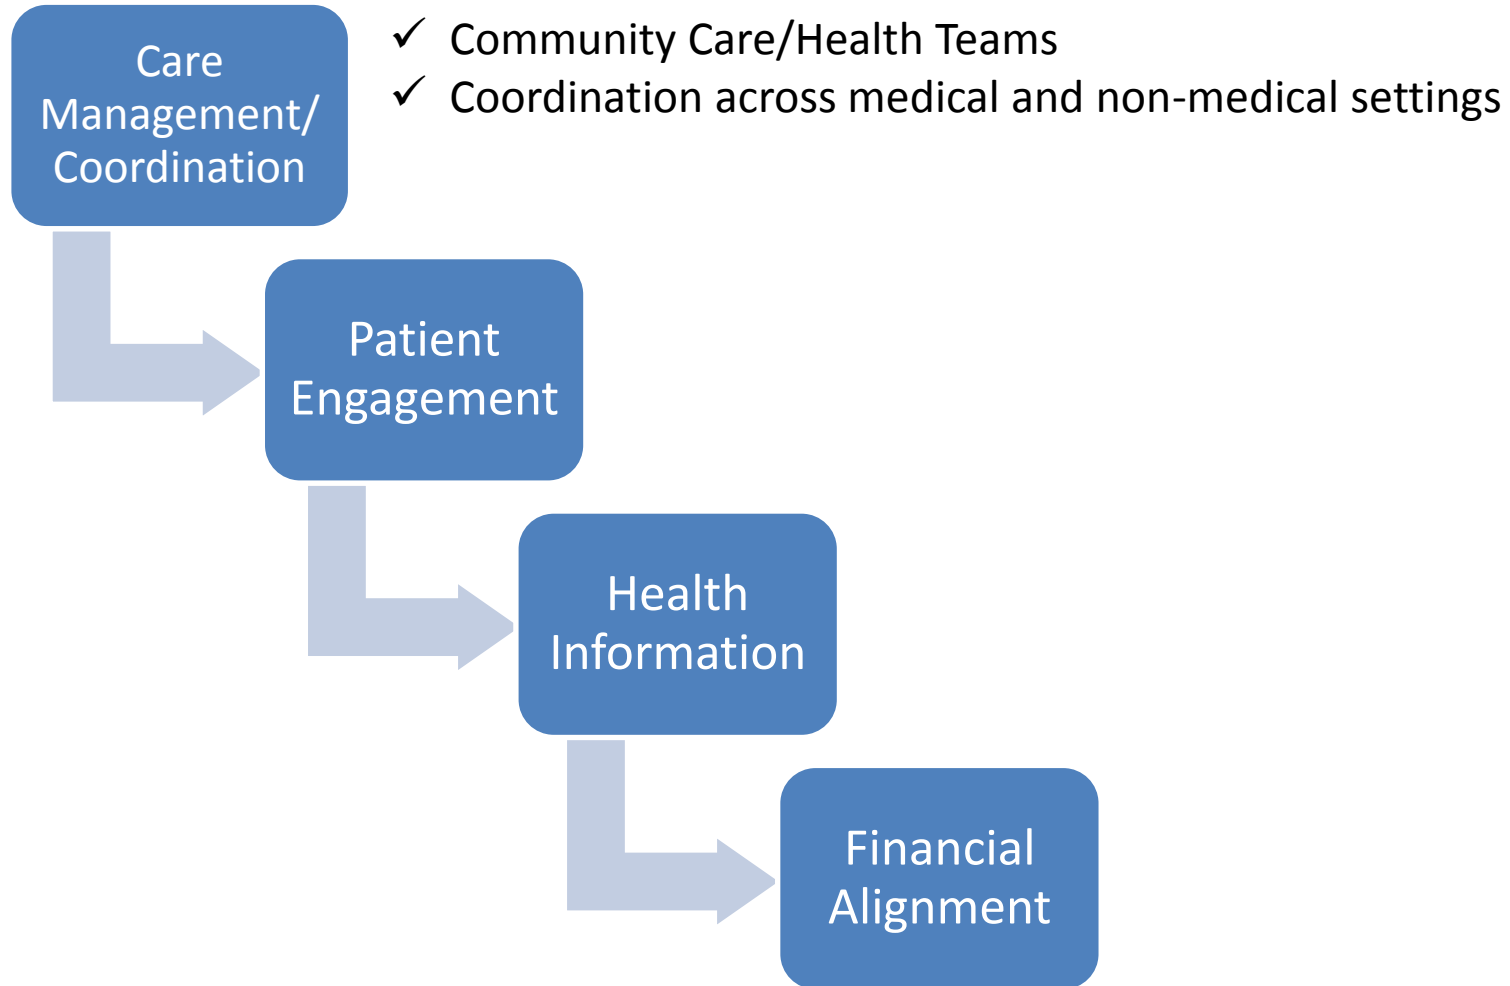 Care
Management/
Coordination
✓ Community Care/Health Teams
✓ Coordination across medical and non-medical settings
Patient
Engagement
Health
Information
Financial
Alignment